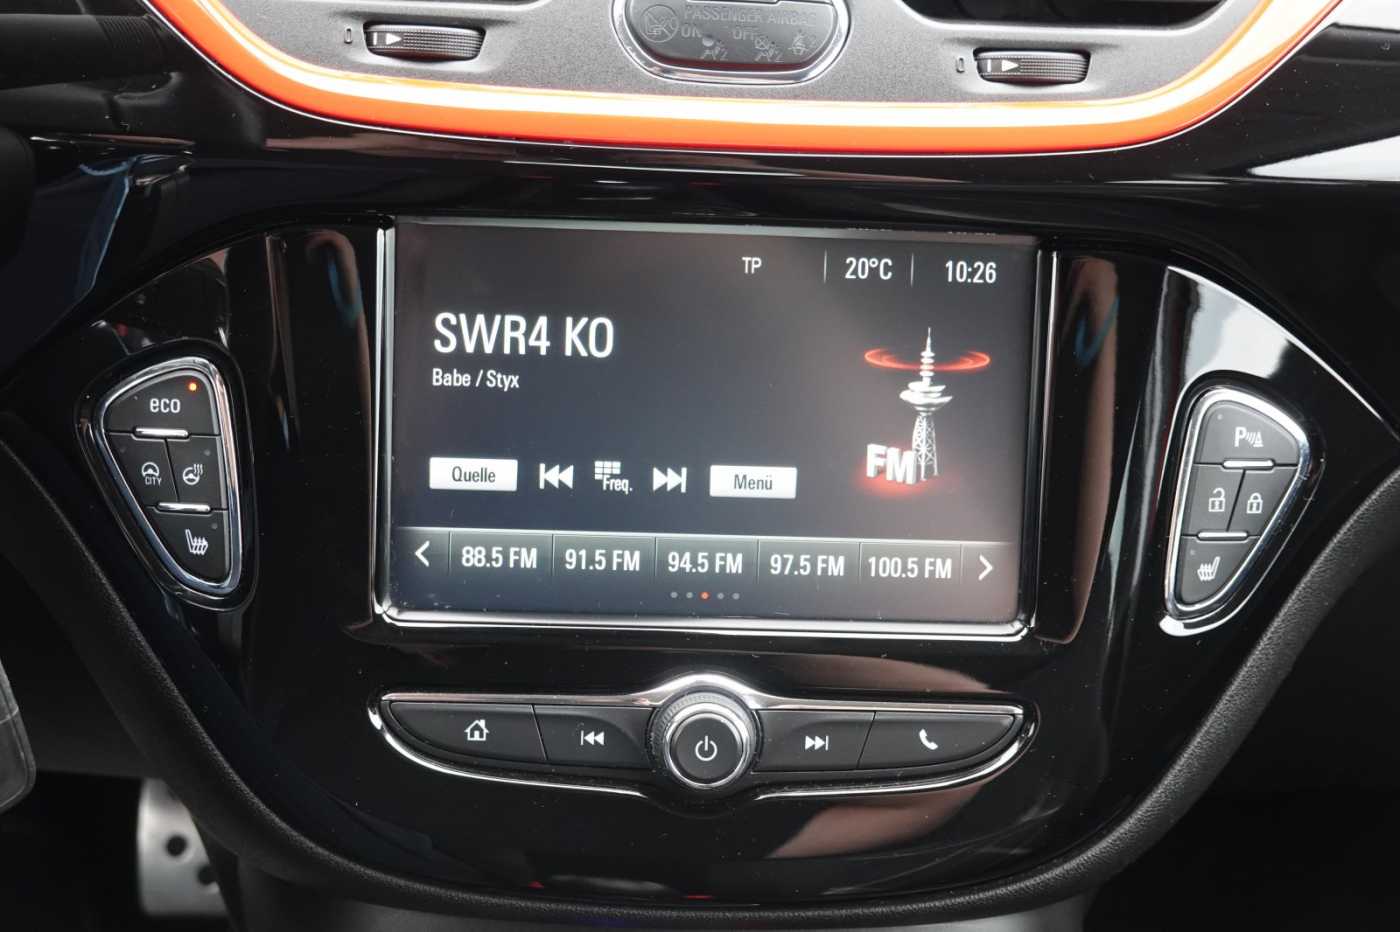 PASSENGER AIRBAG
ON OFF
TP 20°C 10:26
SWR4 KO
Babe / Styx
FM
Quelle Freq. Menü
88.5 FM 91.5 FM 94.5 FM 97.5 FM 100.5 FM
eco
CITY
P